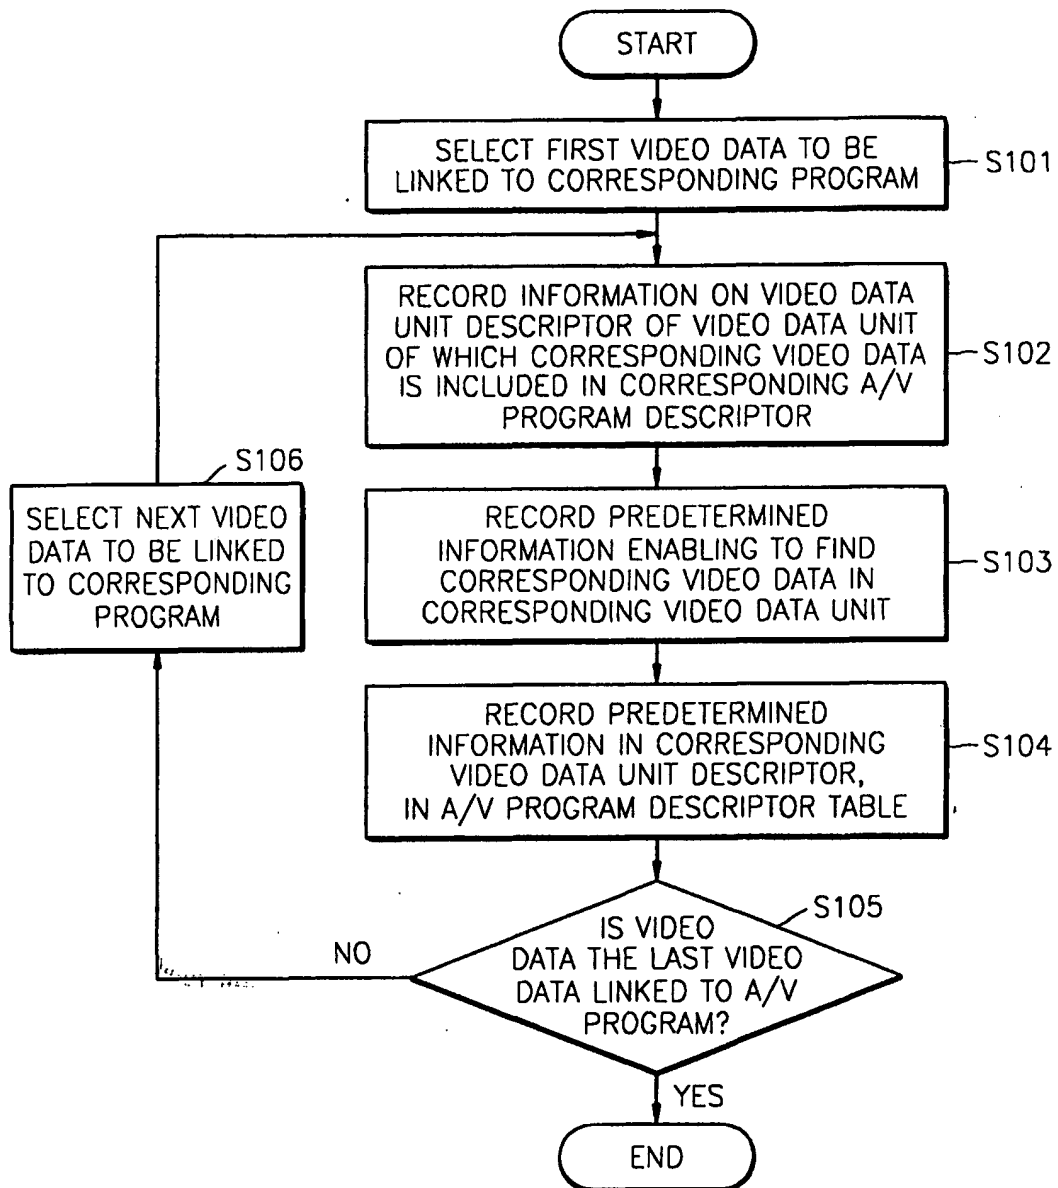 START
SELECT FIRST VIDEO DATA TO BE
LINKED TO CORRESPONDING PROGRAM
S101
RECORD INFORMATION ON VIDEO DATA
UNIT DESCRIPTOR OF VIDEO DATA UNIT
OF WHICH CORRESPONDING VIDEO DATA
IS INCLUDED IN CORRESPONDING A/V
PROGRAM DESCRIPTOR
S102
RECORD PREDETERMINED
INFORMATION ENABLING TO FIND
CORRESPONDING VIDEO DATA IN
CORRESPONDING VIDEO DATA UNIT
S103
RECORD PREDETERMINED
INFORMATION IN CORRESPONDING
VIDEO DATA UNIT DESCRIPTOR,
IN A/V PROGRAM DESCRIPTOR TABLE
S104
IS VIDEO
DATA THE LAST VIDEO
DATA LINKED TO A/V
PROGRAM?
S105
NO
S106
SELECT NEXT VIDEO
DATA TO BE LINKED
TO CORRESPONDING
PROGRAM
YES
END